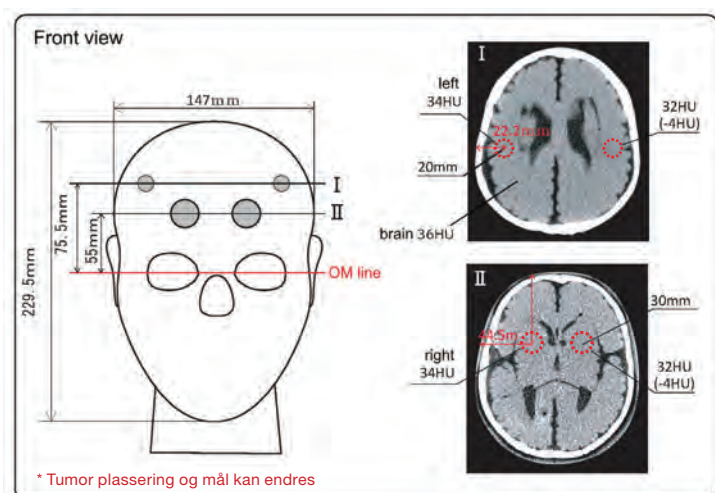 Front view
147mm
229.5mm
75.5mm
55mm
I
II
OM line
* Tumor plassering og mål kan endres
I
left
34HU
22.2mm
20mm
brain 36HU
32HU
(-4HU)
II
44.5m
right
34HU
30mm
32HU
(-4HU)